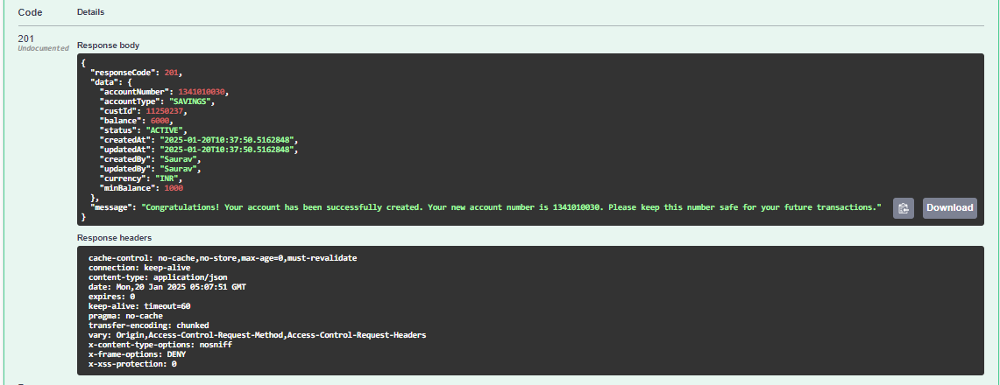 Code Details
201
Undocumented
Response body
{
  "responseCode": 201,
  "data": {
    "accountNumber": 1341010030,
    "accountType": "SAVINGS",
    "custId": 11250237,
    "balance": 6000,
    "status": "ACTIVE",
    "createdAt": "2025-01-20T10:37:50.5162848",
    "updatedAt": "2025-01-20T10:37:50.5162848",
    "createdBy": "Saurav",
    "updatedBy": "Saurav",
    "currency": "INR",
    "minBalance": 1000
  },
  "message": "Congratulations! Your account has been successfully created. Your new account number is 1341010030. Please keep this number safe for your future transactions."
}
Download
Response headers
cache-control: no-cache,no-store,max-age=0,must-revalidate
connection: keep-alive
content-type: application/json
date: Mon,20 Jan 2025 05:07:51 GMT
expires: 0
keep-alive: timeout=60
pragma: no-cache
transfer-encoding: chunked
vary: Origin,Access-Control-Request-Method,Access-Control-Request-Headers
x-content-type-options: nosniff
x-frame-options: DENY
x-xss-protection: 0